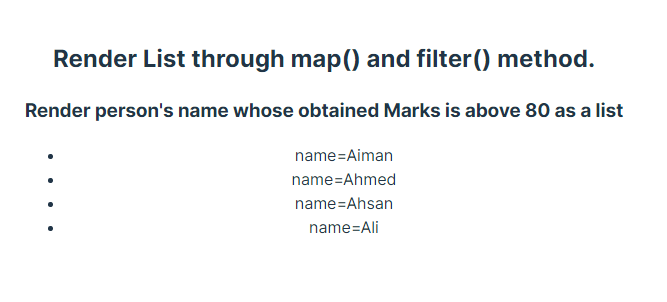 Render List through map() and filter() method.
Render person's name whose obtained Marks is above 80 as a list
• name=Aiman
• name=Ahmed
• name=Ahsan
• name=Ali